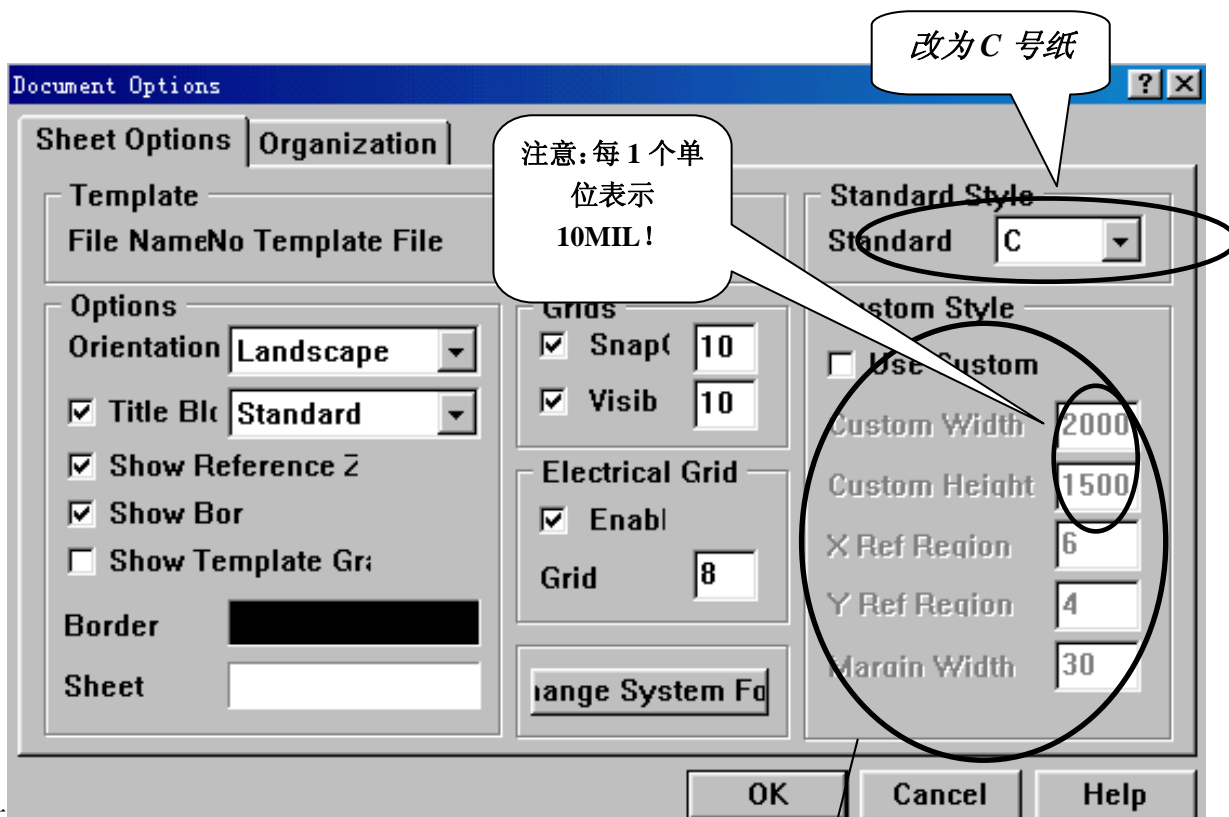 改为 C 号纸
Document Options
Sheet Options Organization
注意：每 1 个单
位表示
10MIL！
Template
File NameNo Template File
Standard Style
Standard C
Options
Orientation Landscape
Title Blo Standard
Show Reference Z
Show Bor
Show Template Gra
Border
Sheet
Grids
Snap( 10
Visib 10
Electrical Grid
Enabl
Grid 8
hange System Fo
ustom Style
Use Custom
Custom Width 2000
Custom Height 1500
X Ref Region 6
Y Ref Region 4
Margin Width 30
OK Cancel Help